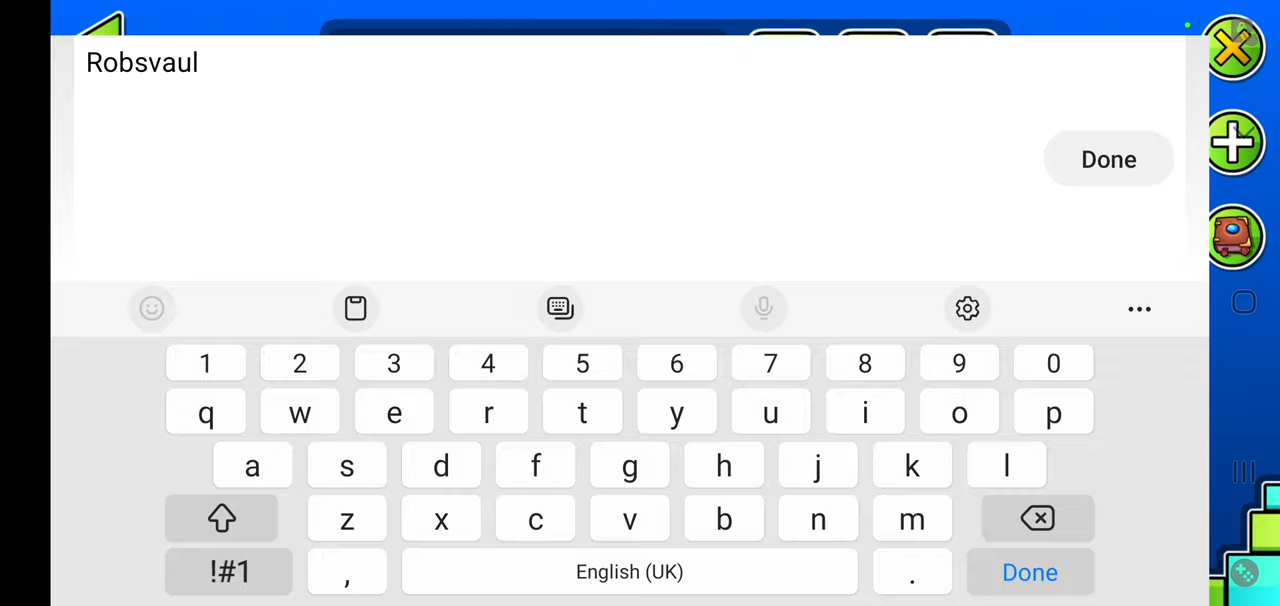 Robsvaul
Done
1 2 3 4 5 6 7 8 9 0
q w e r t y u i o p
a s d f g h j k l
z x c v b n m
!#1 , English (UK) . Done